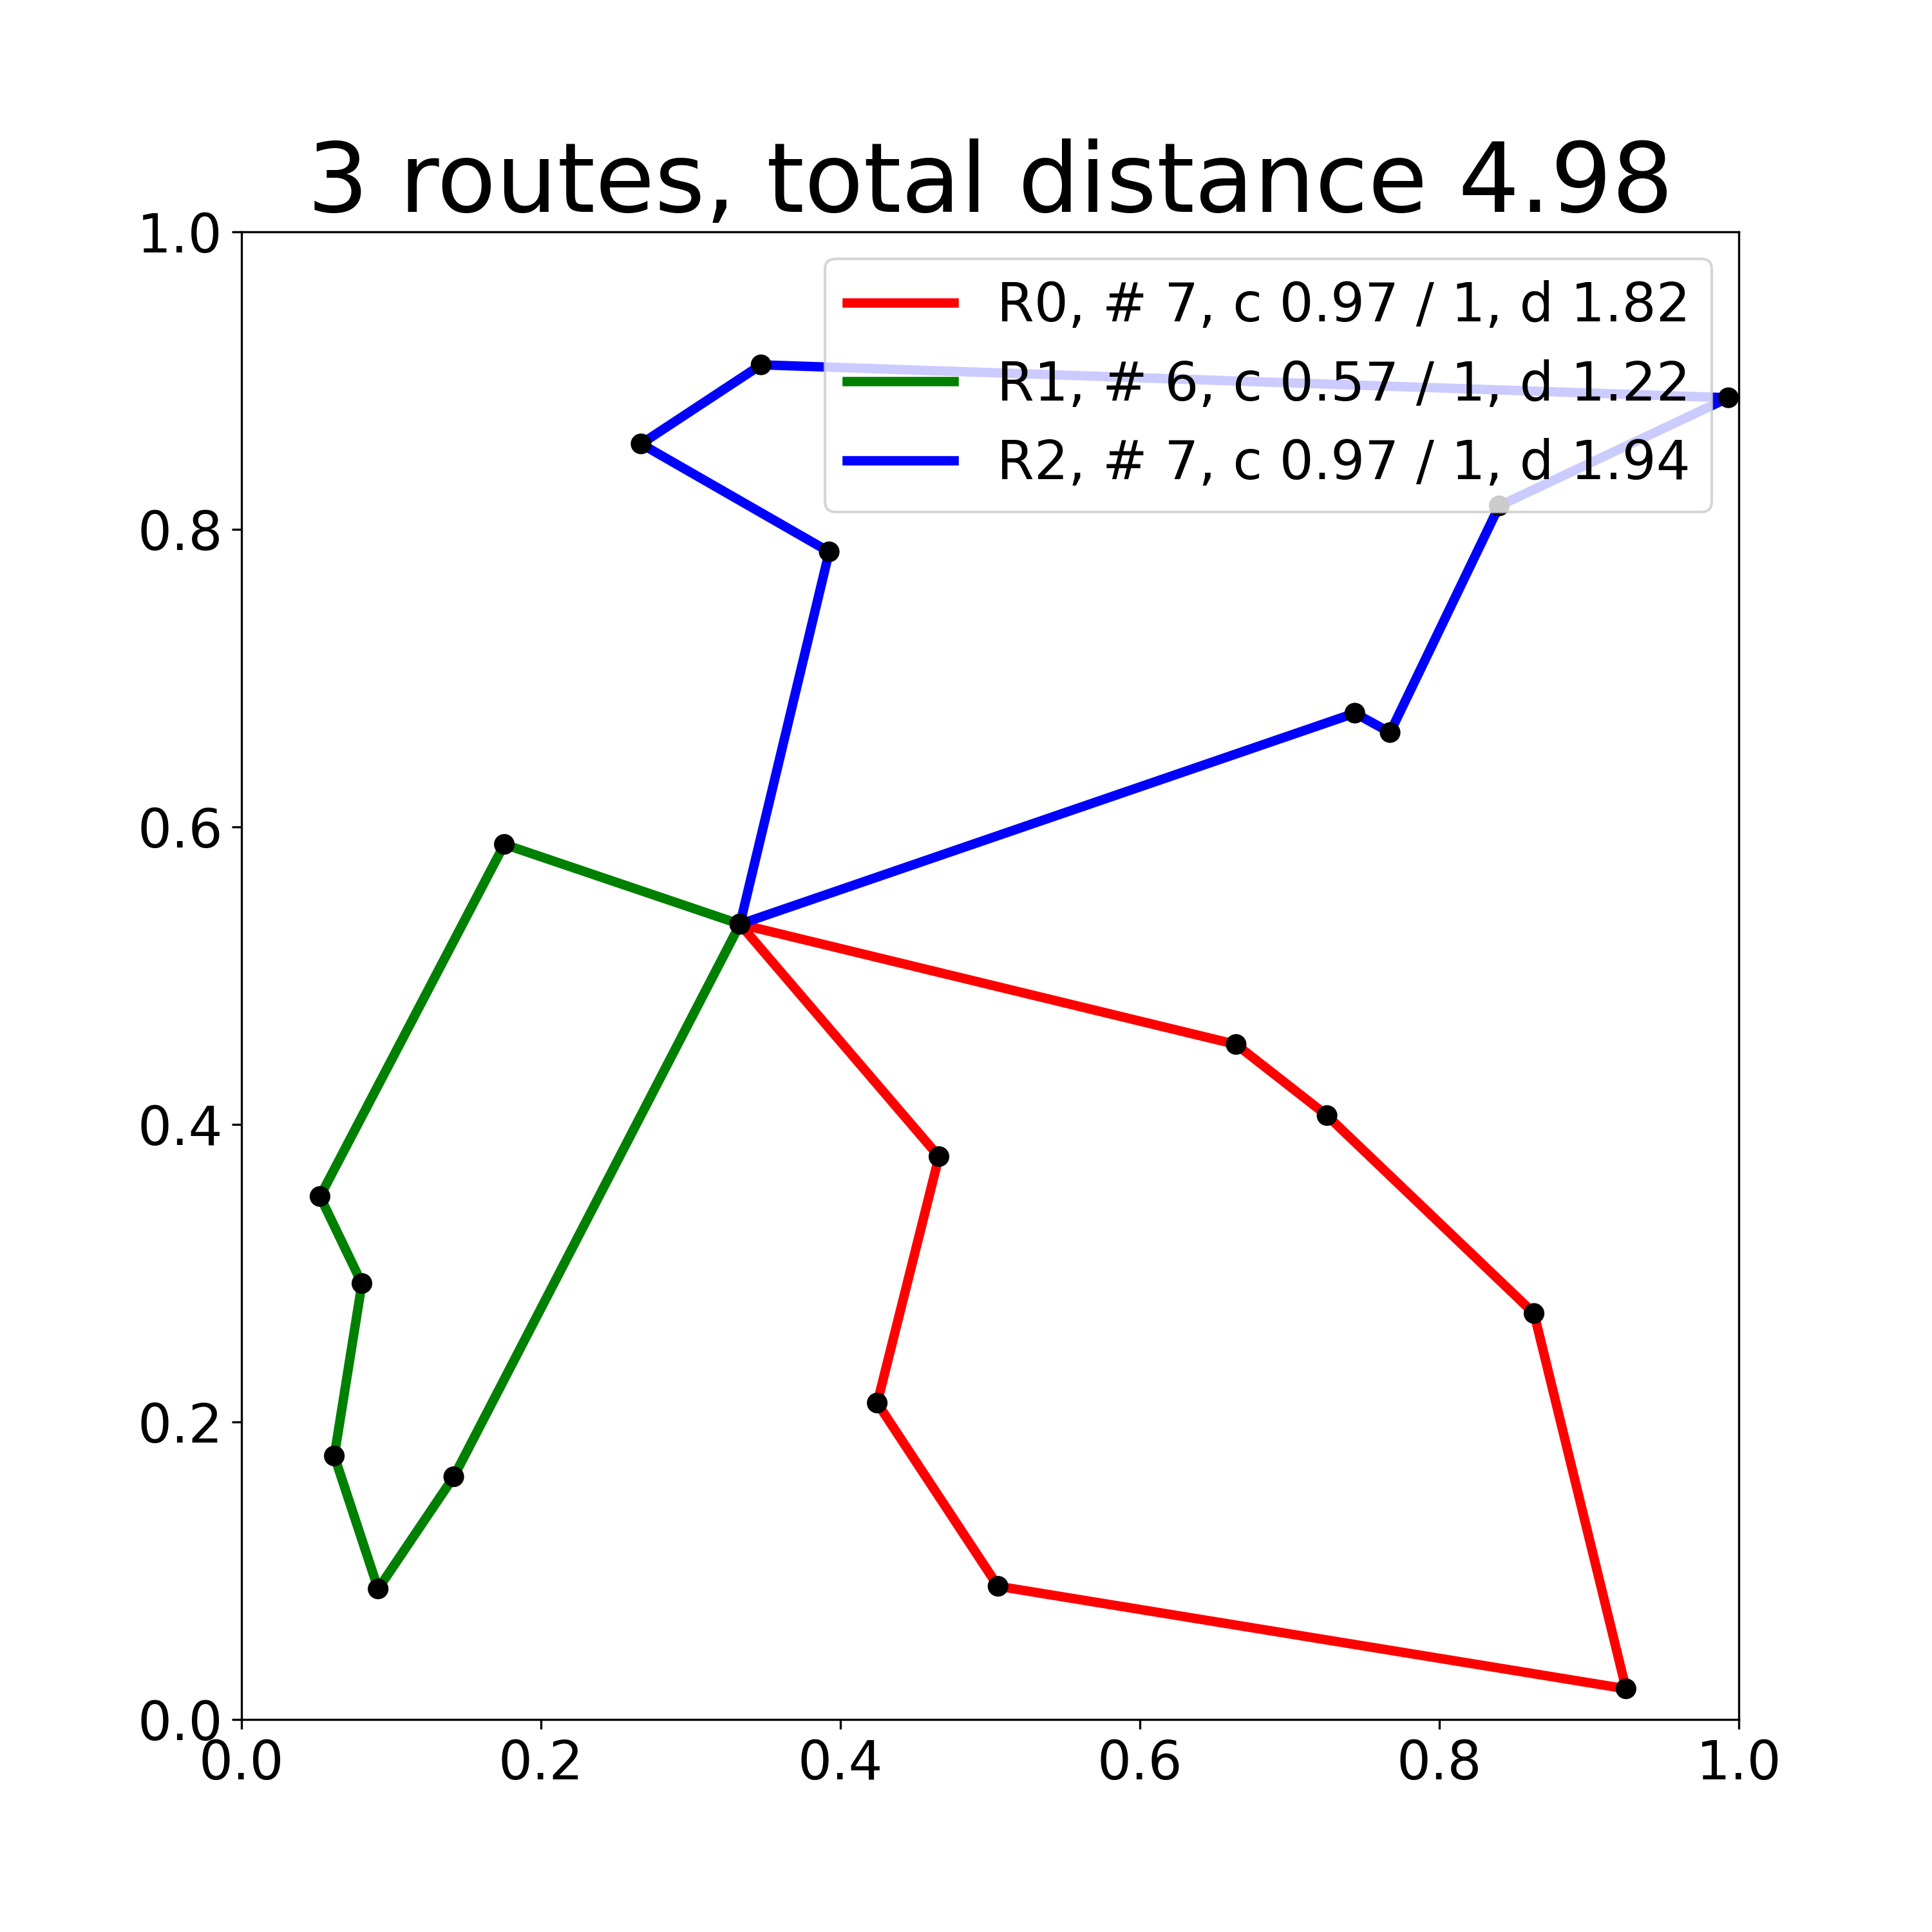 3 routes, total distance 4.98
R0, # 7, c 0.97 / 1, d 1.82
R1, # 6, c 0.57 / 1, d 1.22
R2, # 7, c 0.97 / 1, d 1.94
1.0
0.8
0.6
0.4
0.2
0.0
0.0 0.2 0.4 0.6 0.8 1.0